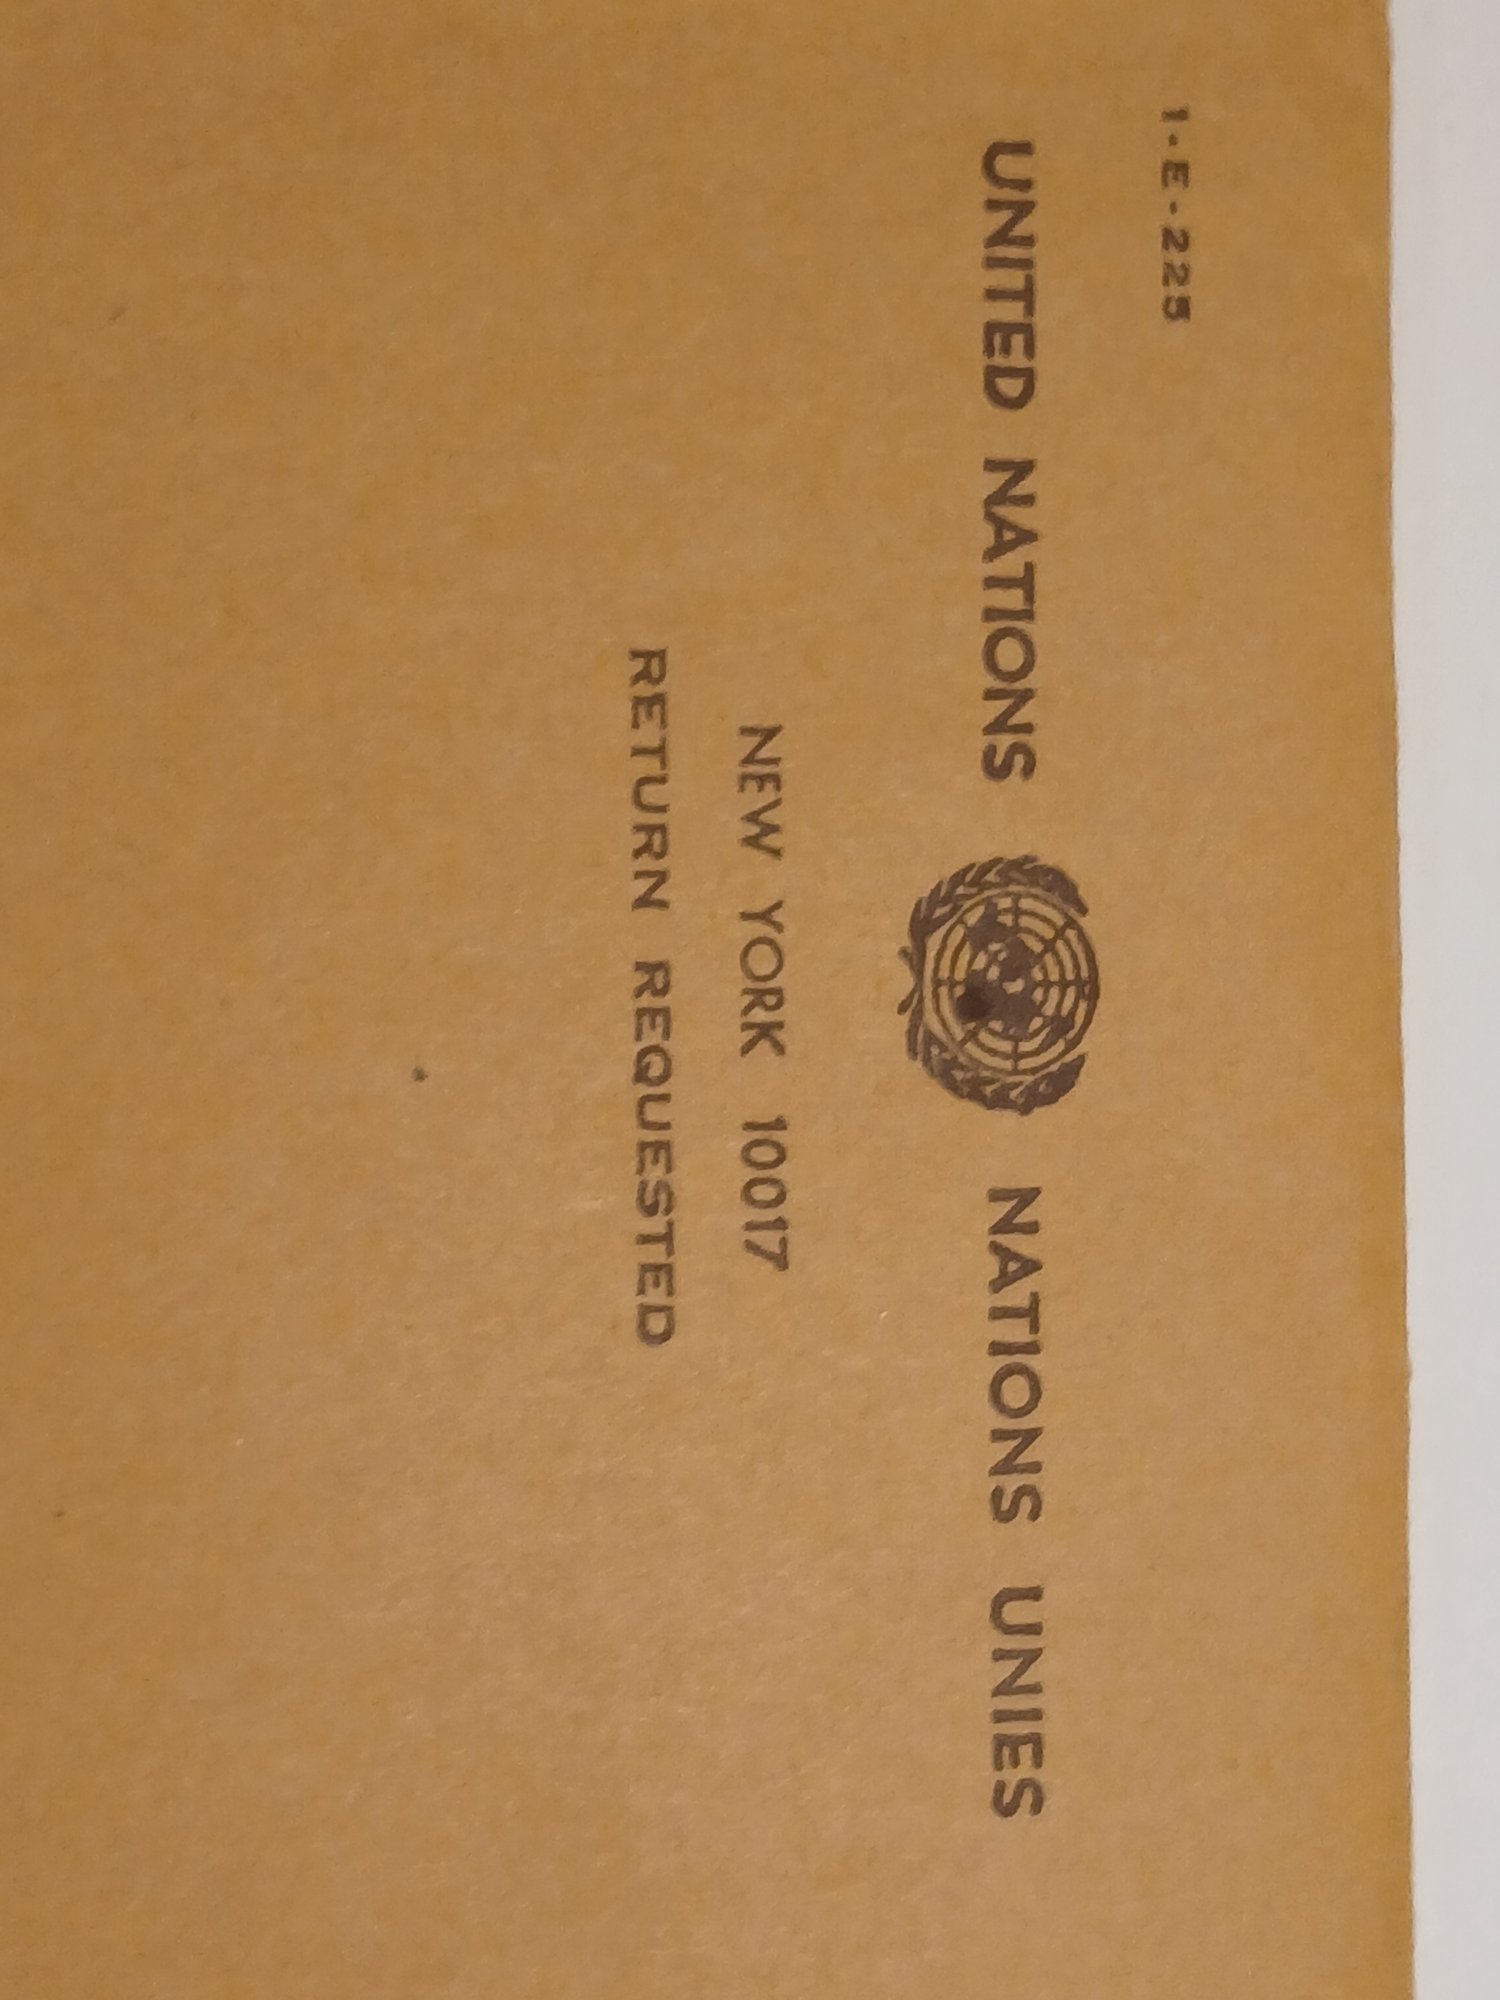 1-E-225
UNITED NATIONS NATIONS UNIES
NEW YORK 10017
RETURN REQUESTED